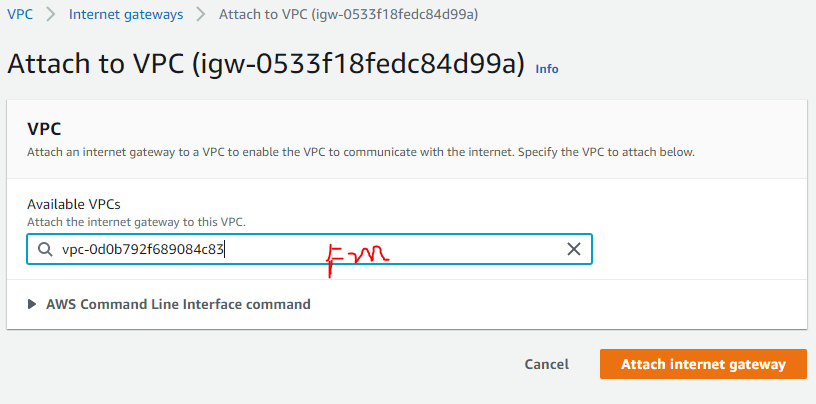 VPC > Internet gateways > Attach to VPC (igw-0533f18fedc84d99a)
Attach to VPC (igw-0533f18fedc84d99a) Info
VPC
Attach an internet gateway to a VPC to enable the VPC to communicate with the internet. Specify the VPC to attach below.
Available VPCs
Attach the internet gateway to this VPC.
vpc-0d0b792f689084c83
AWS Command Line Interface command
Cancel Attach internet gateway